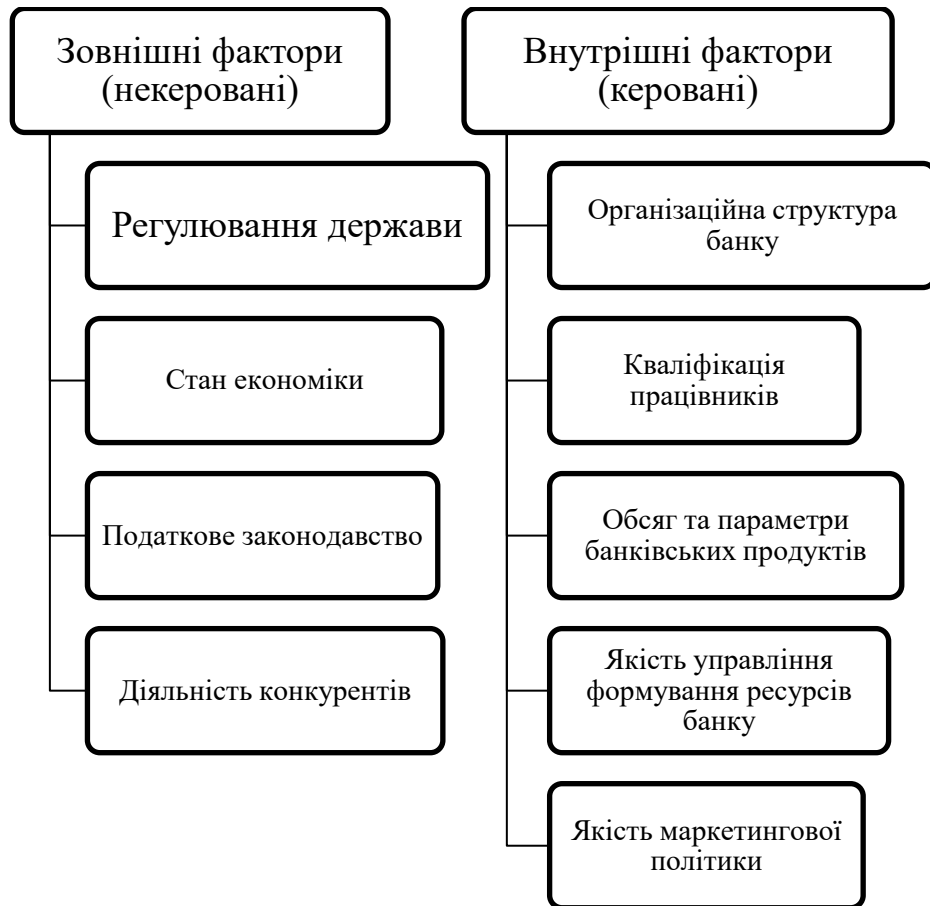 Зовнішні фактори
(некеровані)
Регулювання держави
Стан економіки
Податкове законодавство
Діяльність конкурентів
Внутрішні фактори
(керовані)
Організаційна структура
банку
Кваліфікація
працівників
Обсяг та параметри
банківських продуктів
Якість управління
формування ресурсів
банку
Якість маркетингової
політики